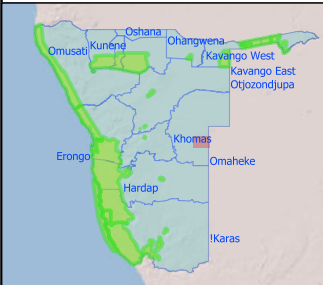 Oshana
Ohangwena
Kunene
Omusati
Kavango West
Kavango East
Otjozondjupa
Khomas
Erongo
Omaheke
Hardap
!Karas